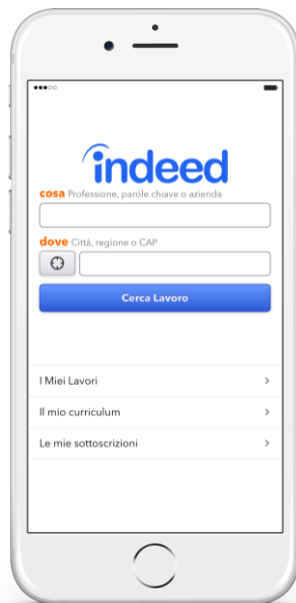 indeed
cosa Professione, parole chiave o azienda
dove Città, regione o CAP
Cerca Lavoro
I Miei Lavori
Il mio curriculum
Le mie sottoscrizioni